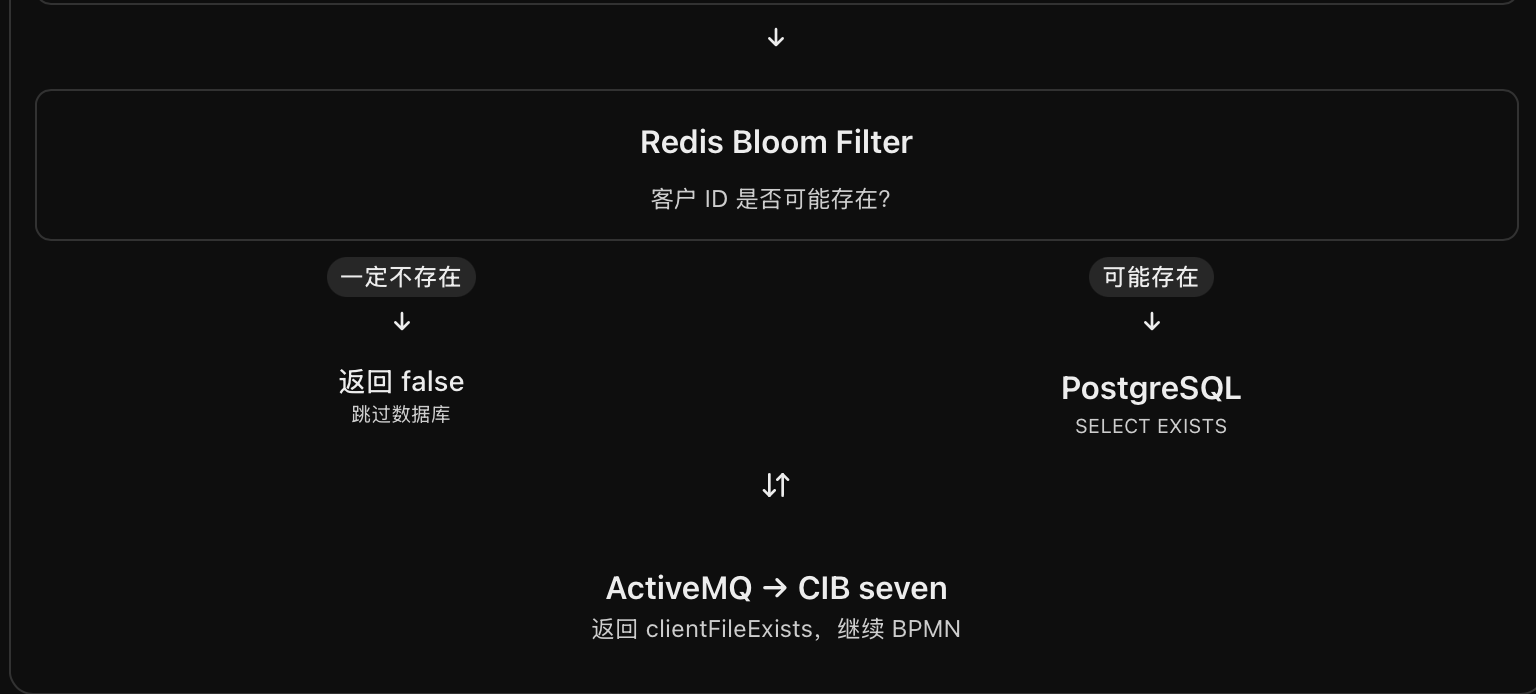 Redis Bloom Filter
客户 ID 是否可能存在?
一定不存在
可能存在
返回 false
跳过数据库
PostgreSQL
SELECT EXISTS
ActiveMQ → CIB seven
返回 clientFileExists，继续 BPMN